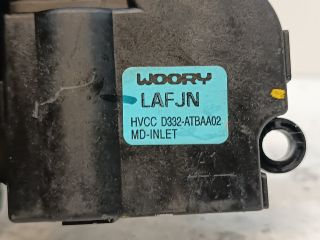 WOORY
LAFJN
HVCC D332-ATBAA02
MD-INLET